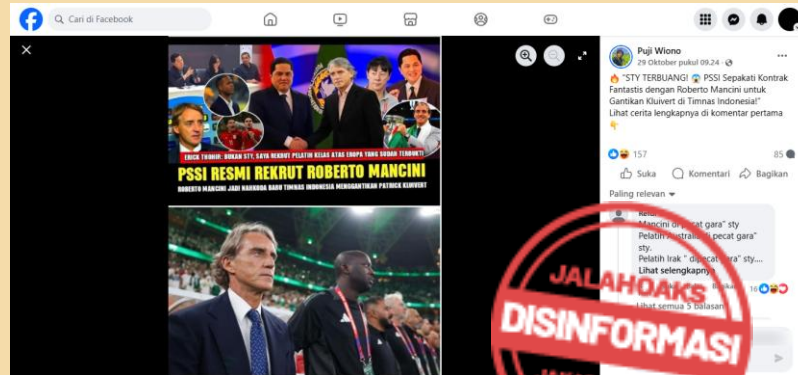 Cari di Facebook
ERICK THOHIR: BUKAN STY, SAYA REKRUT PELATIH KELAS ATAS EROPA YANG SUDAH TERBUKTI
PSSI RESMI REKRUT ROBERTO MANCINI
ROBERTO MANCINI JADI NAHKODA BARU TIMNAS INDONESIA MENGGANTIKAN PATRICK KLUIVERT
Puji Wiono
29 Oktober pukul 09.24 ·
🔥 "STY TERBUANG! 😱 PSSI Sepakati Kontrak
Fantastis dengan Roberto Mancini untuk
Gantikan Kluivert di Timnas Indonesia!"
Lihat cerita lengkapnya di komentar pertama
👇
157
85
Suka
Komentari
Bagikan
Paling relevan
Mancini di pecat gara" sty
Pelatih Australia di pecat gara"
sty.
Pelatih Irak " dipecat gara" sty....
Lihat selengkapnya
16
Lihat semua 5 balasan
JALAHOAKS
DISINFORMASI